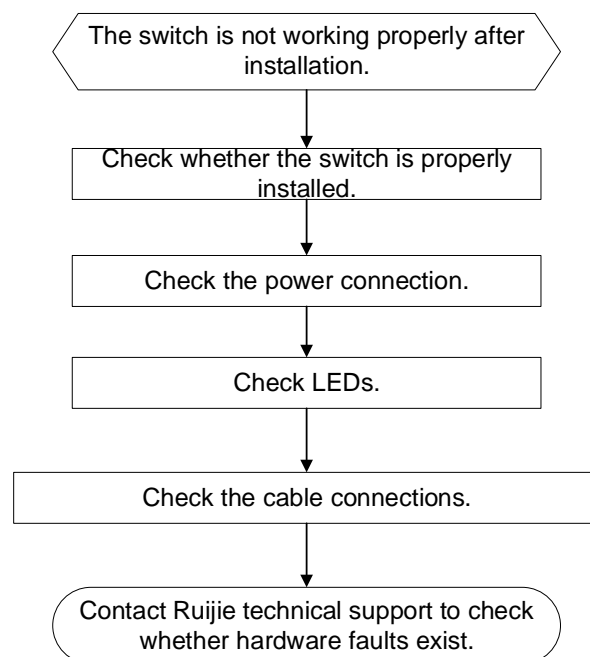 The switch is not working properly after
installation.
Check whether the switch is properly
installed.
Check the power connection.
Check LEDs.
Check the cable connections.
Contact Ruijie technical support to check
whether hardware faults exist.